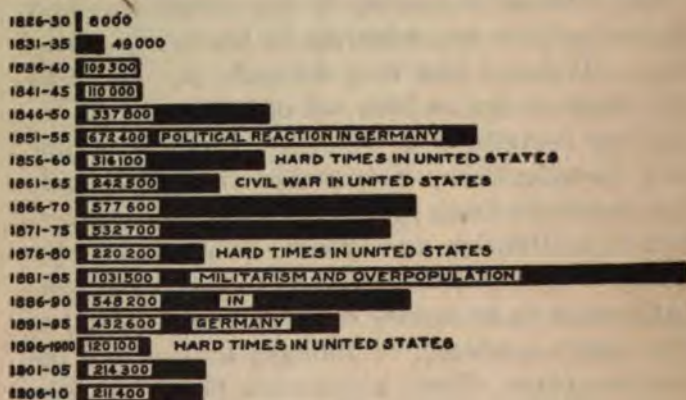 1826-30 8000
1831-35 49000
1836-40 109300
1841-45 110000
1846-50 337800
1851-55 672400 POLITICAL REACTION IN GERMANY
1856-60 316100 HARD TIMES IN UNITED STATES
1861-65 242500 CIVIL WAR IN UNITED STATES
1866-70 577600
1871-75 532700
1876-80 220200 HARD TIMES IN UNITED STATES
1881-85 1031500 MILITARISM AND OVERPOPULATION
1886-90 548200 IN
1891-95 432600 GERMANY
1896-1900 120100 HARD TIMES IN UNITED STATES
1901-05 214300
1906-10 211400